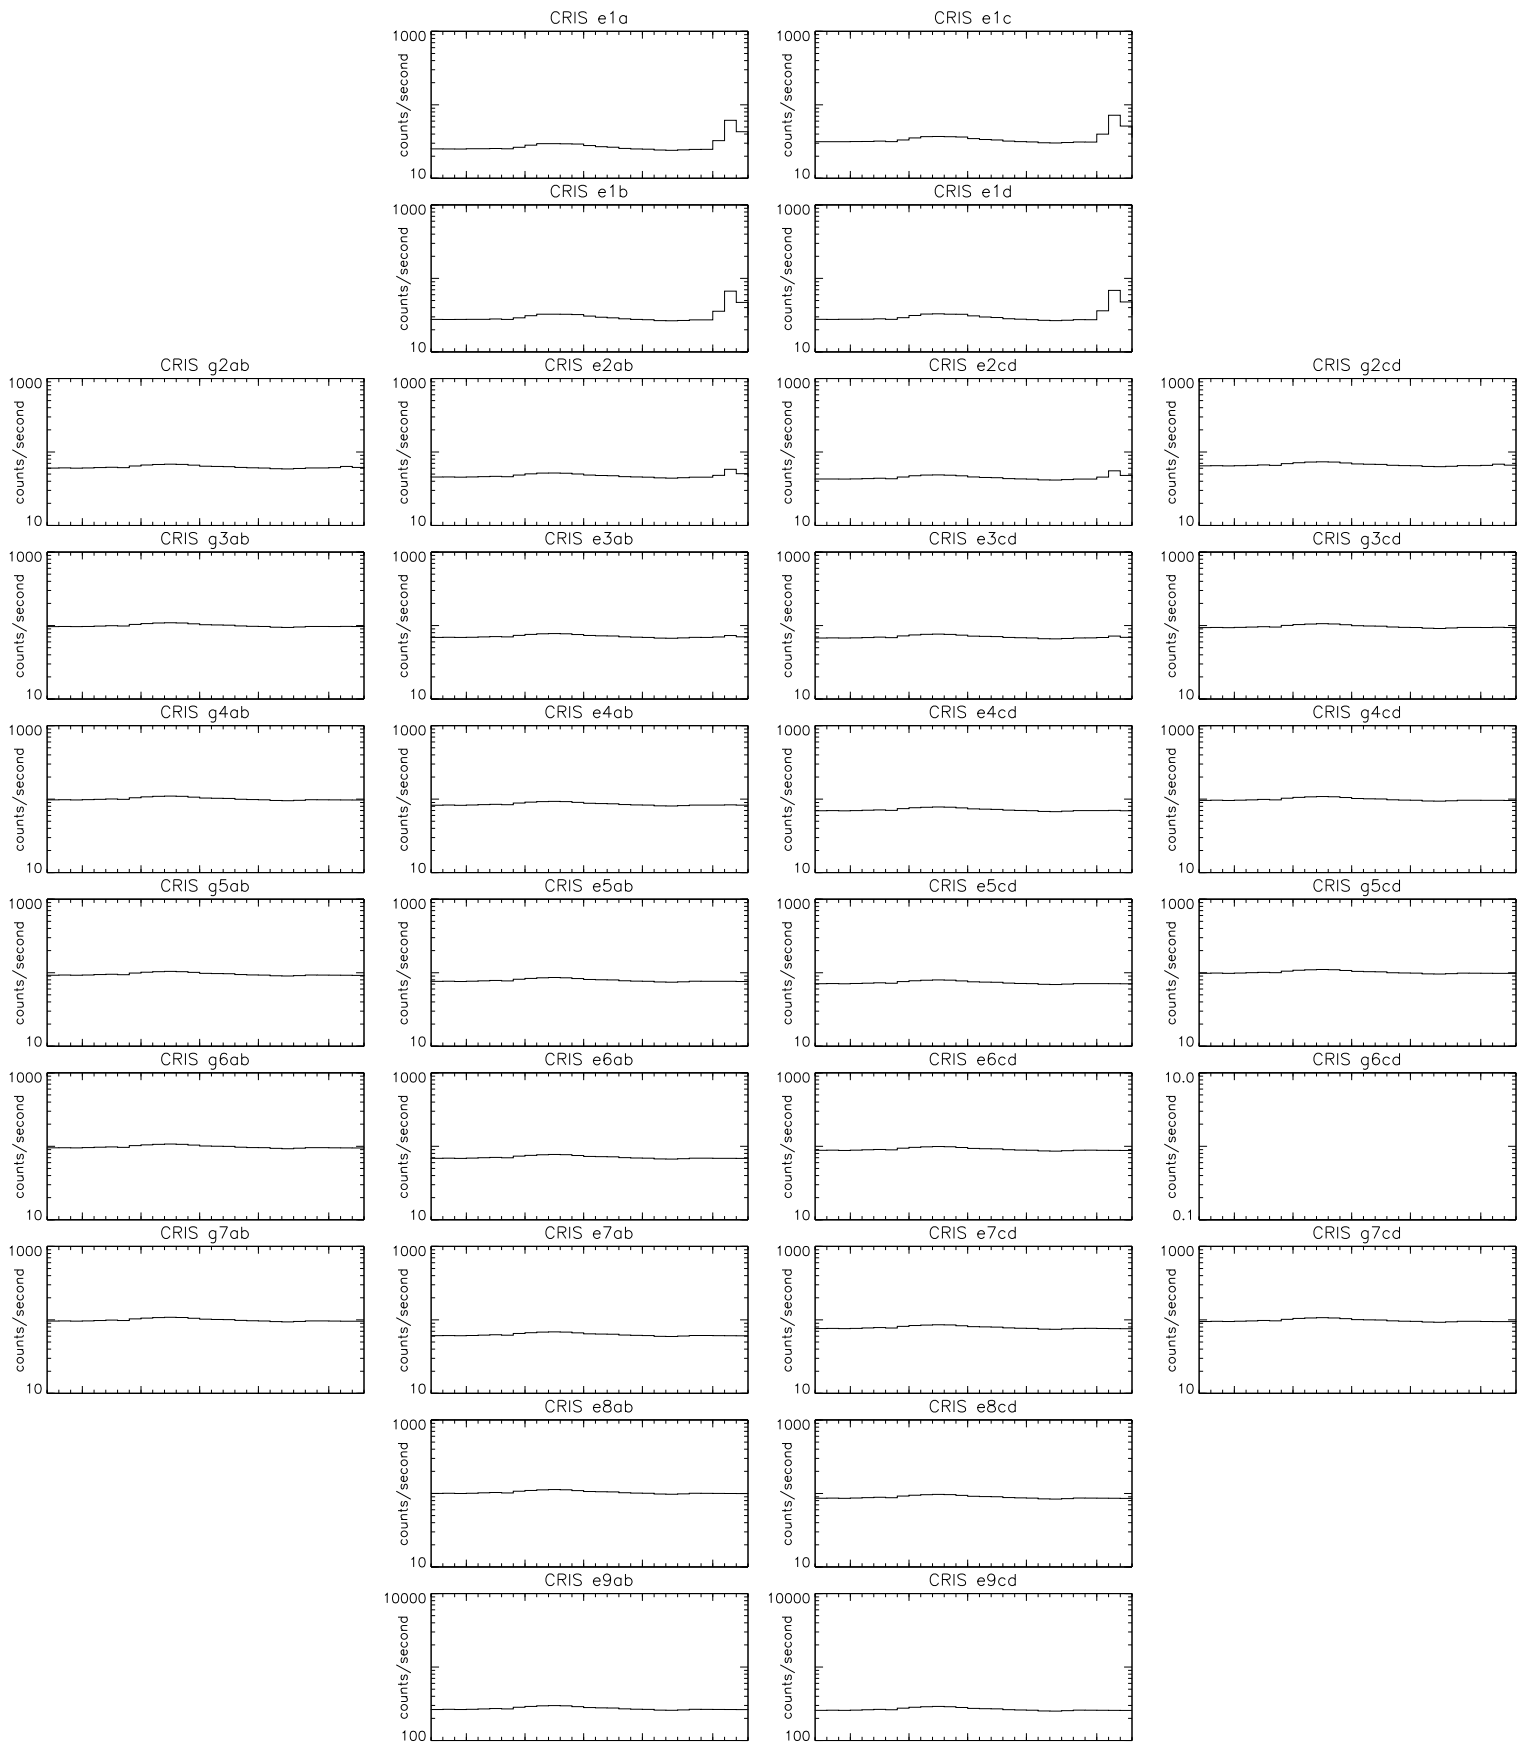 CRIS e1a
CRIS e1c
1000
counts/second
10
1000
counts/second
10
CRIS e1b
CRIS e1d
1000
counts/second
10
1000
counts/second
10
CRIS g2ab
CRIS e2ab
CRIS e2cd
CRIS g2cd
1000
counts/second
10
1000
counts/second
10
1000
counts/second
10
1000
counts/second
10
CRIS g3ab
CRIS e3ab
CRIS e3cd
CRIS g3cd
1000
counts/second
10
1000
counts/second
10
1000
counts/second
10
1000
counts/second
10
CRIS g4ab
CRIS e4ab
CRIS e4cd
CRIS g4cd
1000
counts/second
10
1000
counts/second
10
1000
counts/second
10
1000
counts/second
10
CRIS g5ab
CRIS e5ab
CRIS e5cd
CRIS g5cd
1000
counts/second
10
1000
counts/second
10
1000
counts/second
10
1000
counts/second
10
CRIS g6ab
CRIS e6ab
CRIS e6cd
CRIS g6cd
1000
counts/second
10
1000
counts/second
10
1000
counts/second
10
10.0
counts/second
0.1
CRIS g7ab
CRIS e7ab
CRIS e7cd
CRIS g7cd
1000
counts/second
10
1000
counts/second
10
1000
counts/second
10
1000
counts/second
10
CRIS e8ab
CRIS e8cd
1000
counts/second
10
1000
counts/second
10
CRIS e9ab
CRIS e9cd
10000
counts/second
100
10000
counts/second
100